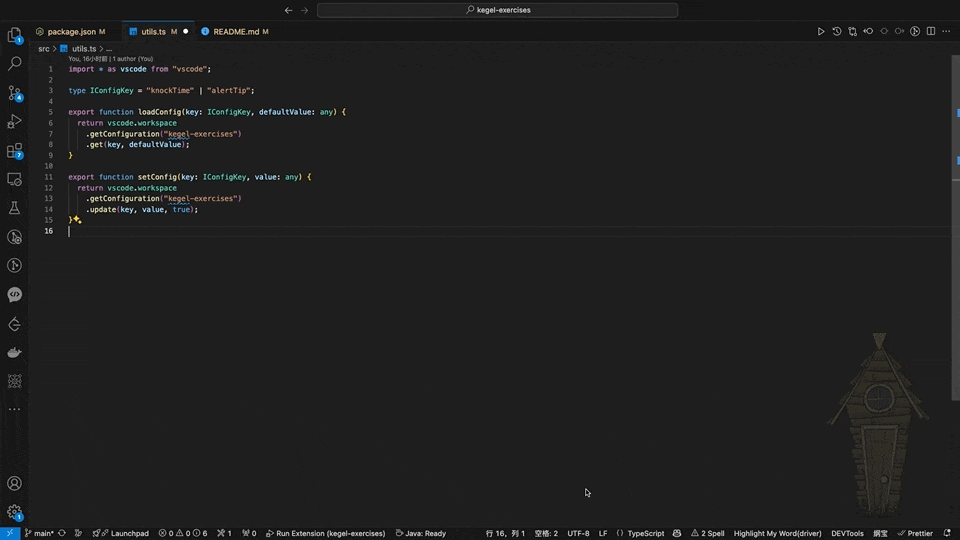 kegel-exercises
package.json M
utils.ts M
README.md M
src > utils.ts > ...
You, 16小时前 | 1 author (You)
1 import * as vscode from "vscode";
2
3 type IConfigKey = "knockTime" | "alertTip";
4
5 export function loadConfig(key: IConfigKey, defaultValue: any) {
6 return vscode.workspace
7 .getConfiguration("kegel-exercises")
8 .get(key, defaultValue);
9 }
10
11 export function setConfig(key: IConfigKey, value: any) {
12 return vscode.workspace
13 .getConfiguration("kegel-exercises")
14 .update(key, value, true);
15 }
16
1
4
7
1
main* Launchpad 0 0 6 1 0 Run Extension (kegel-exercises) Java: Ready 行 16, 列 1 空格: 2 UTF-8 LF {} TypeScript 2 Spell Highlight My Word(driver) DEVTools 炯宝 Prettier